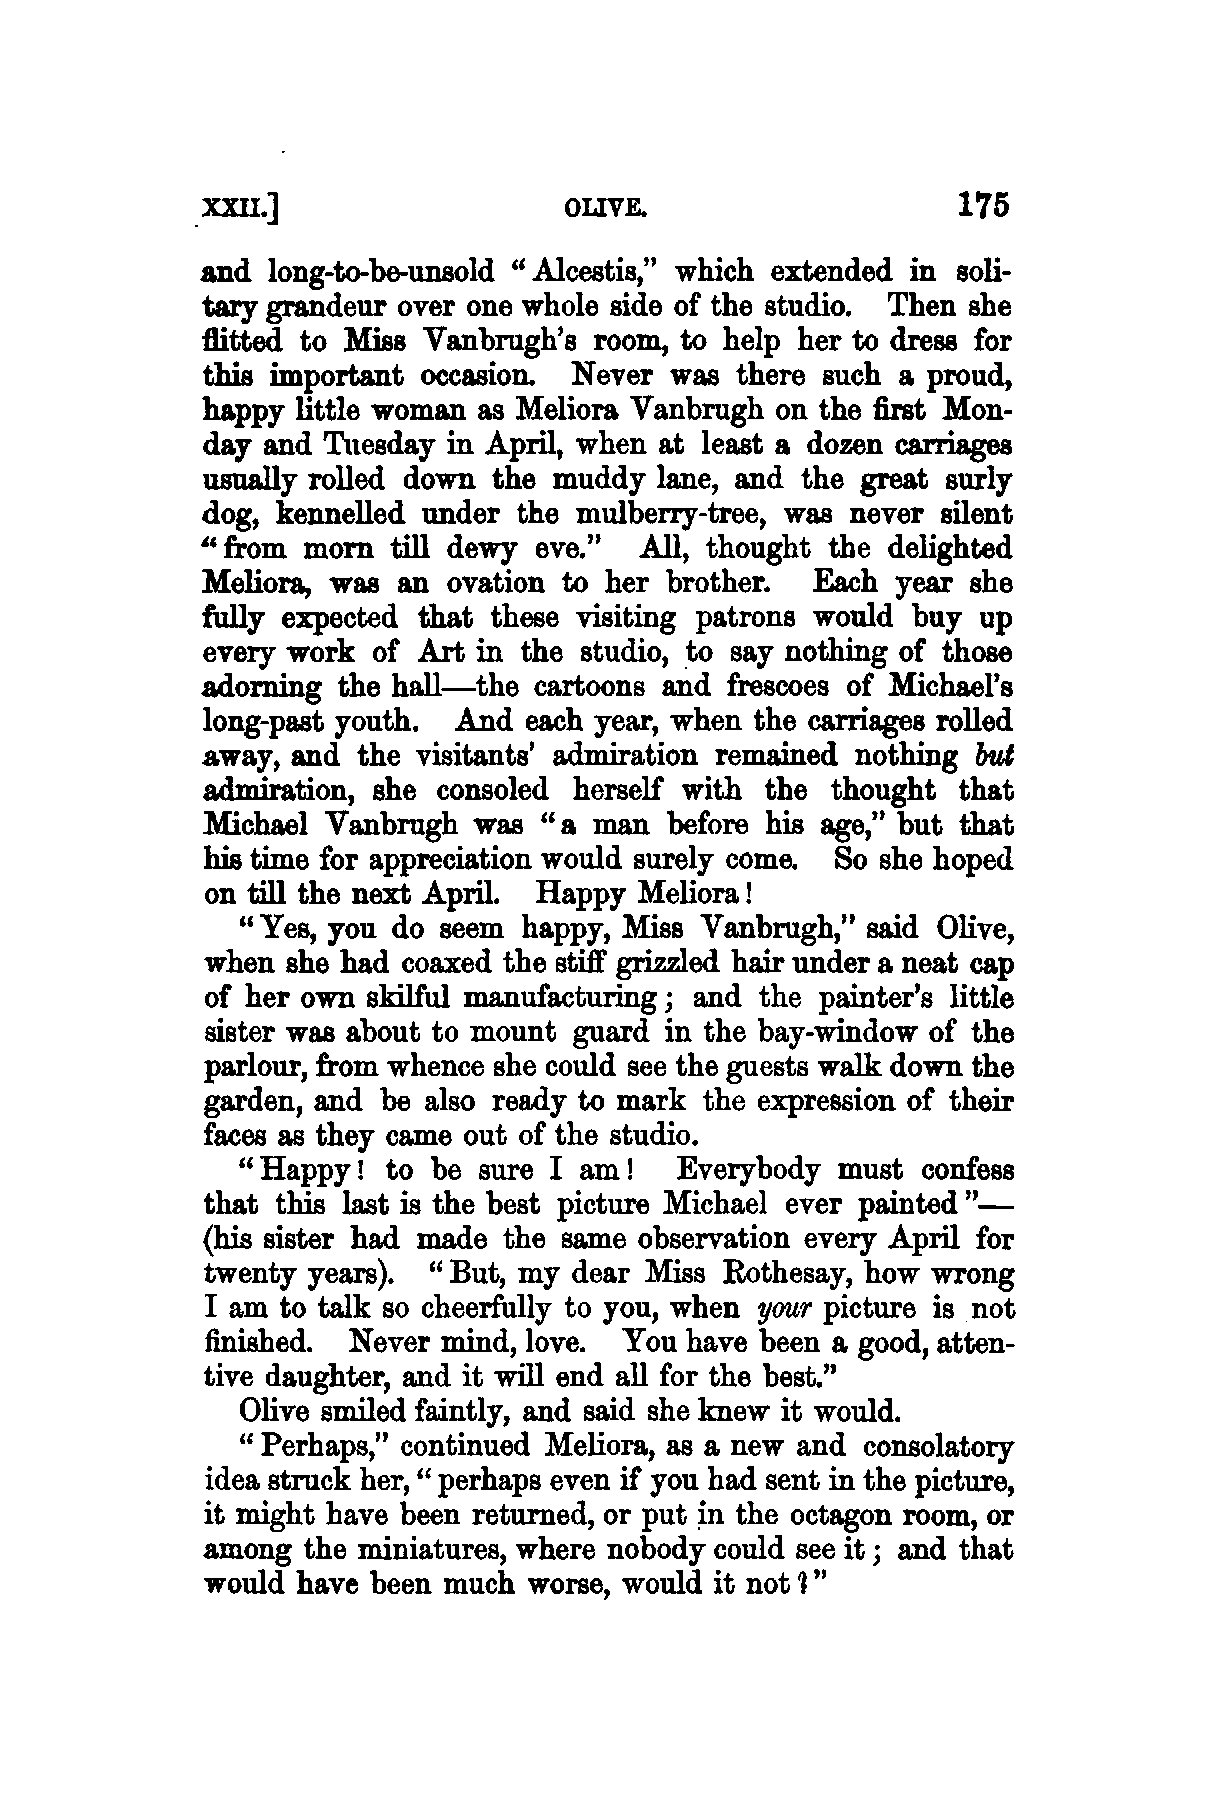 XXII.] OLIVE. 175
and long-to-be-unsold “Alcestis,” which extended in soli-
tary grandeur over one whole side of the studio. Then she
flitted to Miss Vanbrugh’s room, to help her to dress for
this important occasion. Never was there such a proud,
happy little woman as Meliora Vanbrugh on the first Mon-
day and Tuesday in April, when at least a dozen carriages
usually rolled down the muddy lane, and the great surly
dog, kennelled under the mulberry-tree, was never silent
“from morn till dewy eve.” All, thought the delighted
Meliora, was an ovation to her brother. Each year she
fully expected that these visiting patrons would buy up
every work of Art in the studio, to say nothing of those
adorning the hall—the cartoons and frescoes of Michael’s
long-past youth. And each year, when the carriages rolled
away, and the visitants’ admiration remained nothing but
admiration, she consoled herself with the thought that
Michael Vanbrugh was “a man before his age,” but that
his time for appreciation would surely come. So she hoped
on till the next April. Happy Meliora!
“Yes, you do seem happy, Miss Vanbrugh,” said Olive,
when she had coaxed the stiff grizzled hair under a neat cap
of her own skilful manufacturing; and the painter’s little
sister was about to mount guard in the bay-window of the
parlour, from whence she could see the guests walk down the
garden, and be also ready to mark the expression of their
faces as they came out of the studio.
“Happy! to be sure I am! Everybody must confess
that this last is the best picture Michael ever painted”—
(his sister had made the same observation every April for
twenty years). “But, my dear Miss Rothesay, how wrong
I am to talk so cheerfully to you, when your picture is not
finished. Never mind, love. You have been a good, atten-
tive daughter, and it will end all for the best.”
Olive smiled faintly, and said she knew it would.
“Perhaps,” continued Meliora, as a new and consolatory
idea struck her, “perhaps even if you had sent in the picture,
it might have been returned, or put in the octagon room, or
among the miniatures, where nobody could see it; and that
would have been much worse, would it not?”